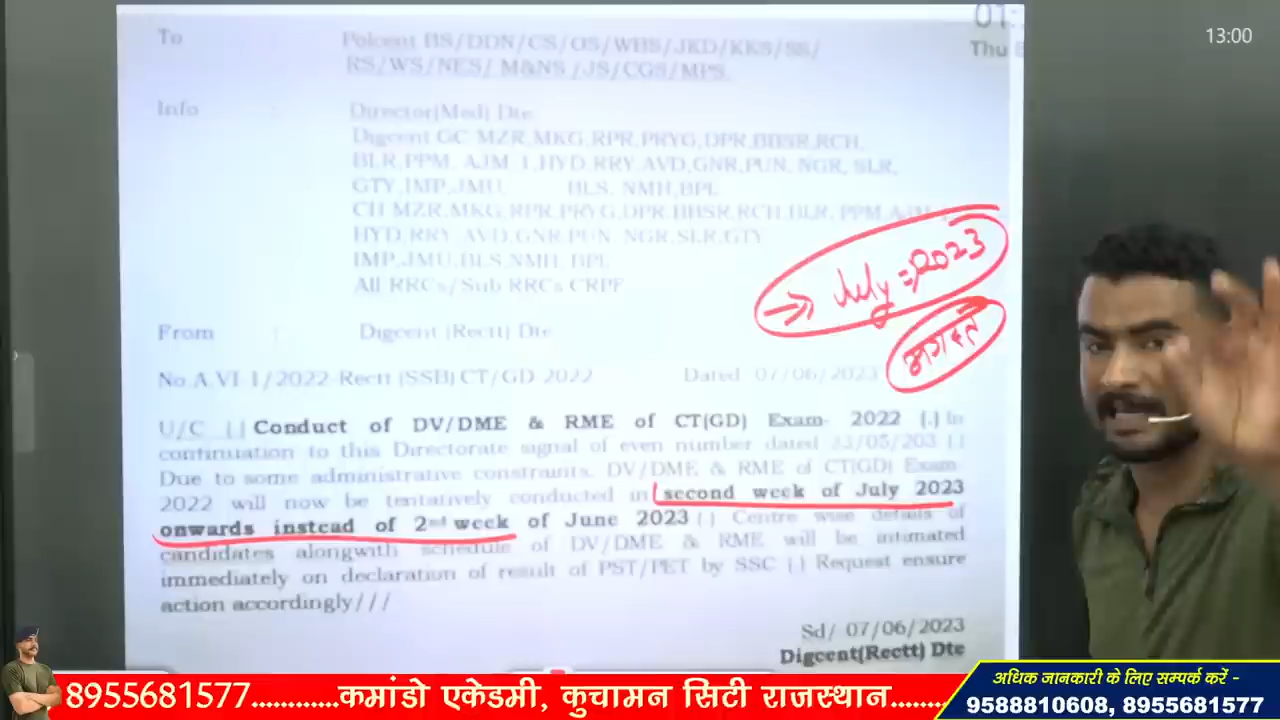 01:
13:00
Thu
To : Polcent BS/DDN/CS/OS/WBS/JKD/KKS/SS/
RS/WS/NES/ M&NS /JS/CGS/MPS.
Info : Director(Med) Dte
Digcent GC MZR,MKG,RPR,PRYG,DPR,BBSR,RCH,
BLR,PPM, AJM 1,HYD,RRY,AVD,GNR,PUN, NGR, SLR,
GTY,IMP,JMU, BLS, NMH,BPL
CH MZR,MKG,RPR,PRYG,DPR,BBSR,RCH,BLR, PPM,AJM
HYD,RRY,AVD,GNR,PUN, NGR,SLR,GTY
IMP,JMU,BLS,NMH, BPL
All RRCs/Sub RRCs CRPF
July = 2023
From : Digcent (Rectt) Dte
No.A.VI-1/2022-Rectt (SSB) CT/GD-2022 Dated 07/06/2023
U/C (.) Conduct of DV/DME & RME of CT(GD) Exam- 2022 (.) In
continuation to this Directorate signal of even number dated 23/05/203 (.)
Due to some administrative constraints, DV/DME & RME of CT(GD) Exam-
2022 will now be tentatively conducted in second week of July 2023
onwards instead of 2nd week of June 2023 (.) Centre wise details of
candidates alongwith schedule of DV/DME & RME will be intimated
immediately on declaration of result of PST/PET by SSC (.) Request ensure
action accordingly///
Sd/ 07/06/2023
Digcent(Rectt) Dte
8955681577............कमांडो एकेडमी, कुचामन सिटी राजस्थान.......
अधिक जानकारी के लिए सम्पर्क करें -
9588810608, 8955681577